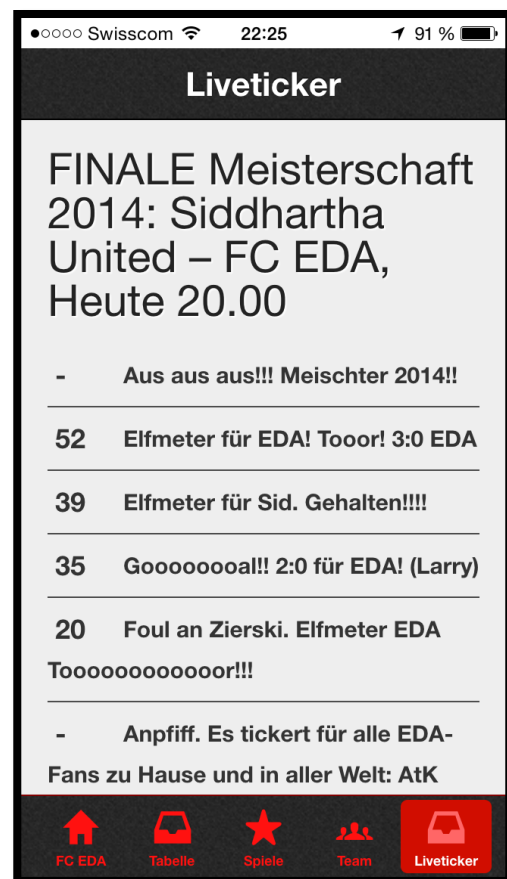 Swisscom 22:25 91 %
Liveticker
FINALE Meisterschaft
2014: Siddhartha
United – FC EDA,
Heute 20.00
- Aus aus aus!!! Meischter 2014!!
52 Elfmeter für EDA! Tooor! 3:0 EDA
39 Elfmeter für Sid. Gehalten!!!!
35 Goooooooal!! 2:0 für EDA! (Larry)
20 Foul an Zierski. Elfmeter EDA
Toooooooooooor!!!
- Anpfiff. Es tickert für alle EDA-
Fans zu Hause und in aller Welt: AtK
FC EDA Tabelle Spiele Team Liveticker